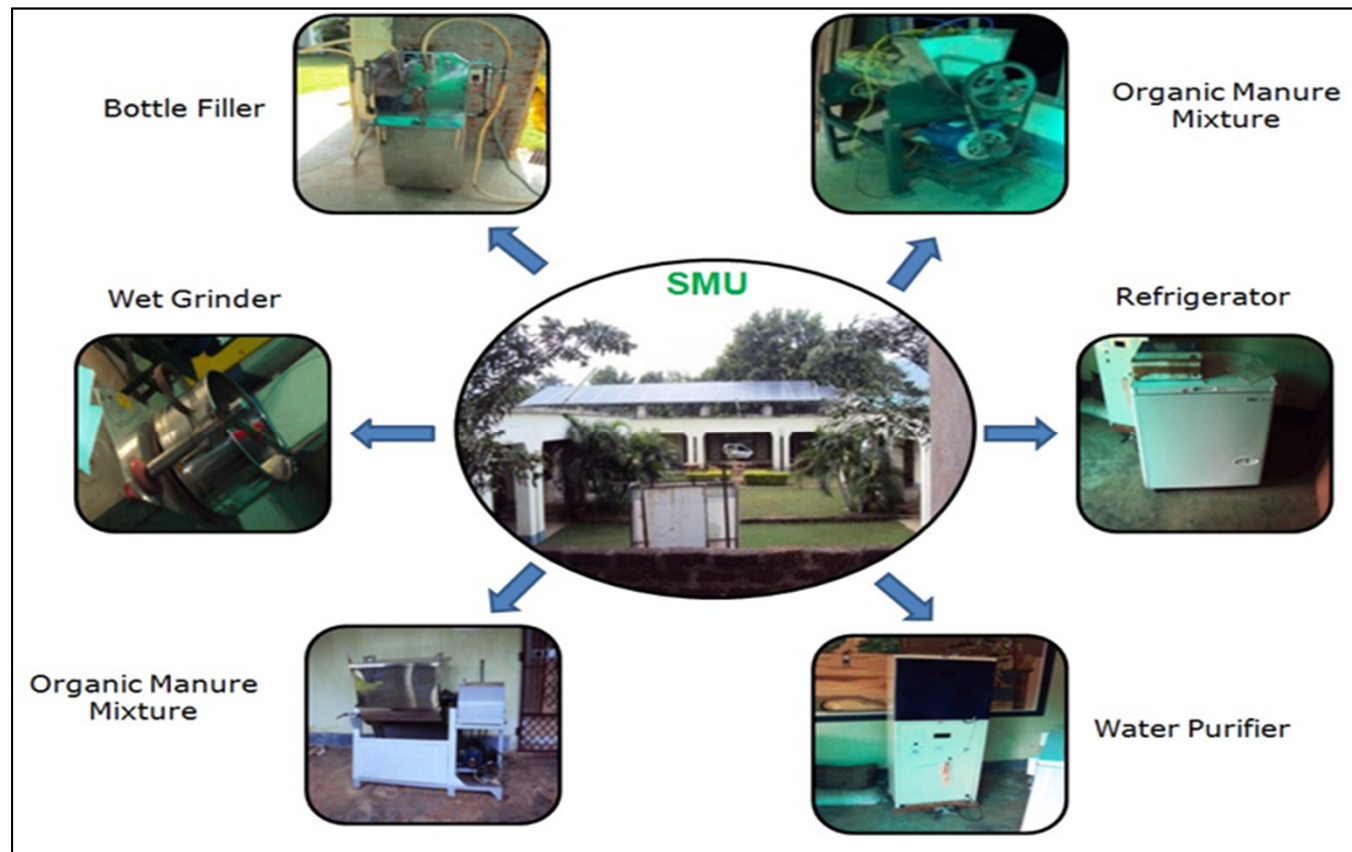 Bottle Filler
Organic Manure
Mixture
SMU
Wet Grinder
Refrigerator
Organic Manure
Mixture
Water Purifier